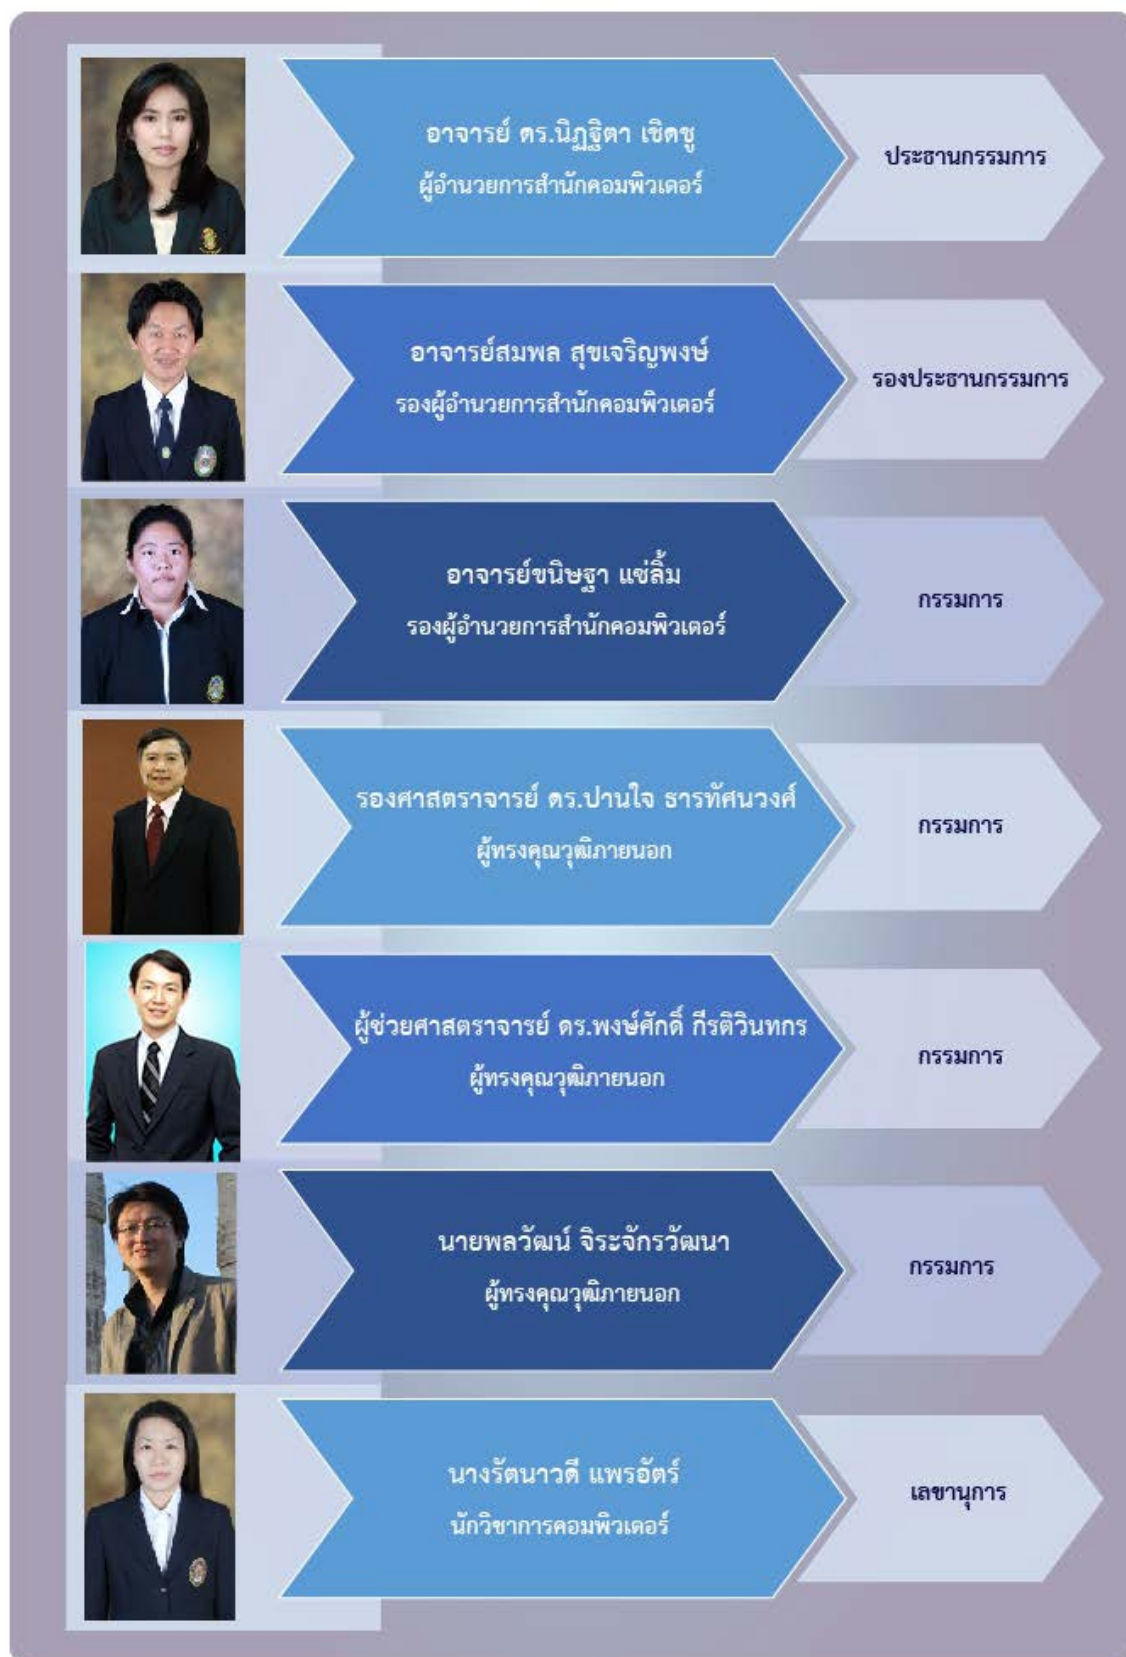 อาจารย์ ดร.นิฏฐิตา เชิดชู
ผู้อำนวยการสำนักคอมพิวเตอร์
ประธานกรรมการ
อาจารย์สมพล สุขเจริญพงษ์
รองผู้อำนวยการสำนักคอมพิวเตอร์
รองประธานกรรมการ
อาจารย์ขนิษฐา แซ่ลิ้ม
รองผู้อำนวยการสำนักคอมพิวเตอร์
กรรมการ
รองศาสตราจารย์ ดร.ปานใจ ธารทัศนวงศ์
ผู้ทรงคุณวุฒิภายนอก
กรรมการ
ผู้ช่วยศาสตราจารย์ ดร.พงษ์ศักดิ์ กีรติวินทกร
ผู้ทรงคุณวุฒิภายนอก
กรรมการ
นายพลวัฒน์ จิระจักรวัฒนา
ผู้ทรงคุณวุฒิภายนอก
กรรมการ
นางรัตนาวดี แพรอัตร์
นักวิชาการคอมพิวเตอร์
เลขานุการ